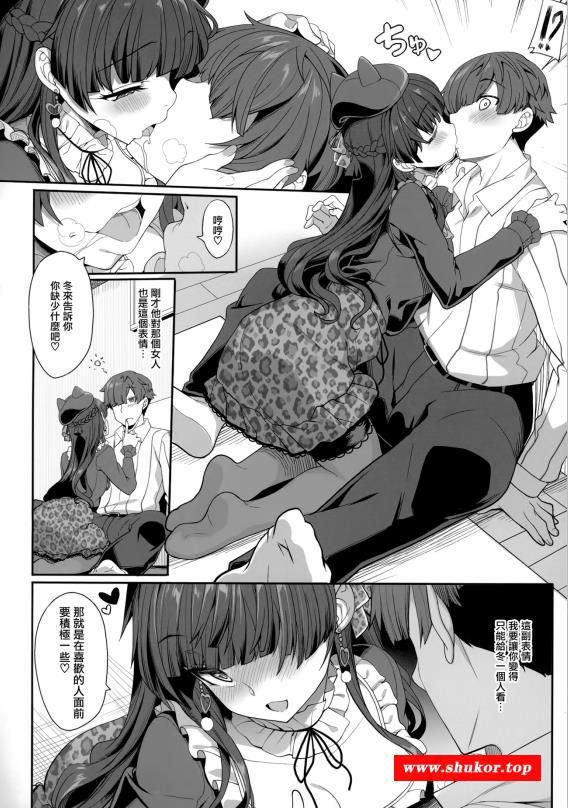 !?
ちゅ♡
哼哼♡
剛才他對那個女人
也是這個表情…
冬來告訴你
你缺少什麼吧♡
這副表情
我要讓你變得
只能給冬一個人看…
那就是在喜歡的人面前
要積極一些♡
www.shukor.top